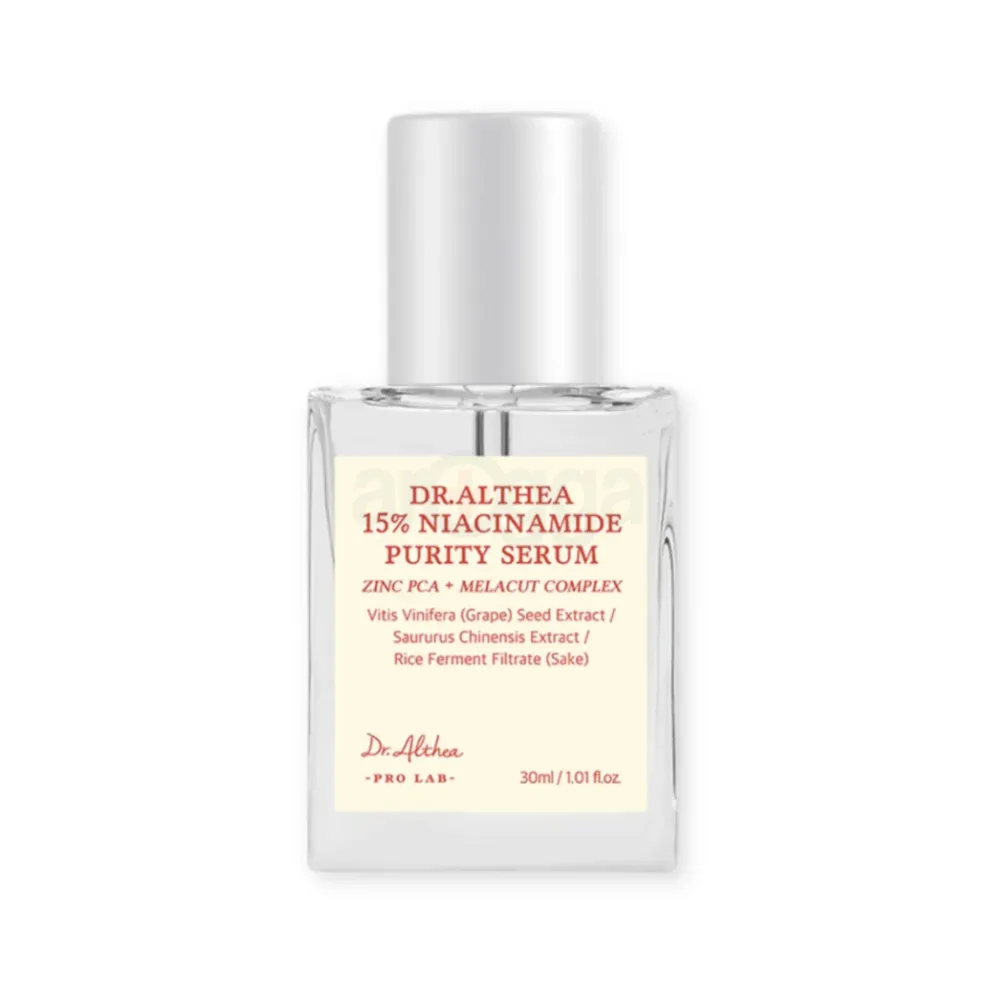 DR.ALTHEA
15% NIACINAMIDE
PURITY SERUM
ZINC PCA + MELACUT COMPLEX
Vitis Vinifera (Grape) Seed Extract /
Saururus Chinensis Extract /
Rice Ferment Filtrate (Sake)
Dr.Althea
-PRO LAB-
30ml / 1.01 fl.oz.